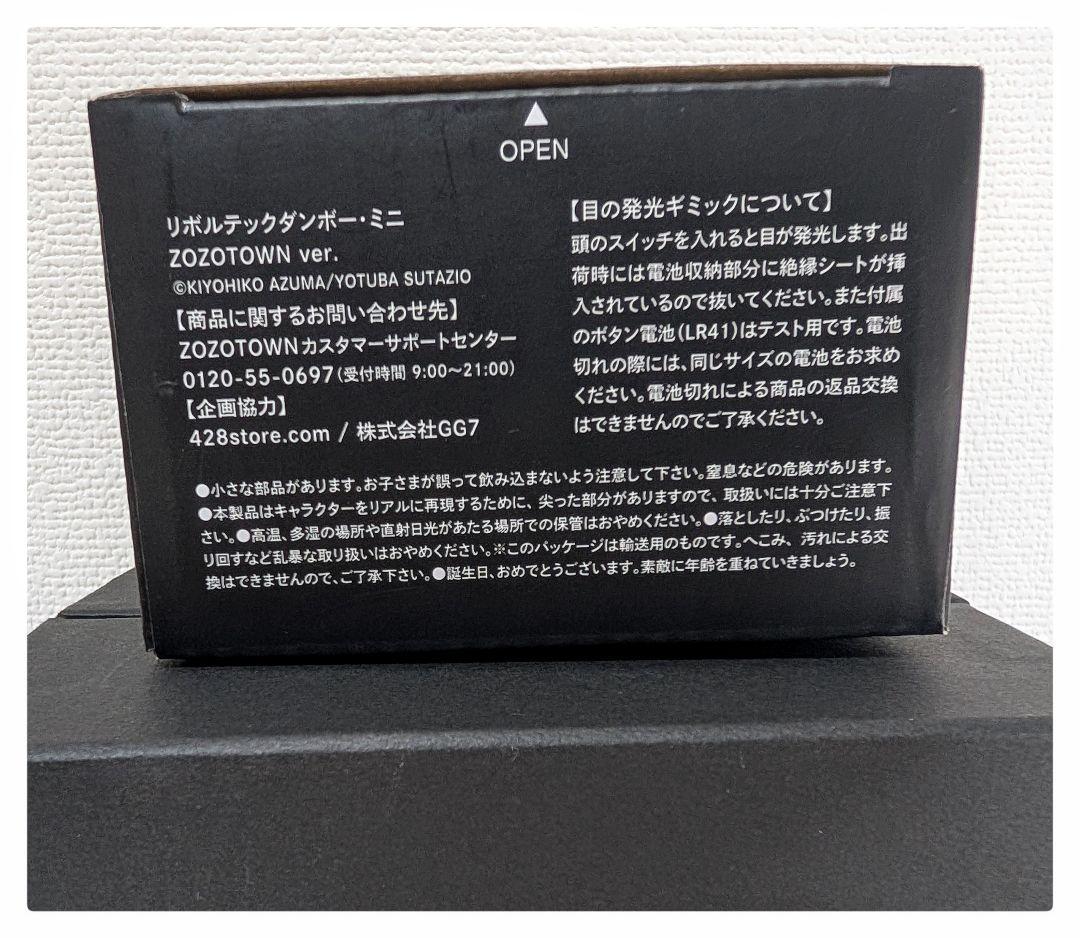 OPEN
リボルテックダンボー・ミニ
ZOZOTOWN ver.
©KIYOHIKO AZUMA/YOTUBA SUTAZIO
【商品に関するお問い合わせ先】
ZOZOTOWNカスタマーサポートセンター
0120-55-0697(受付時間 9:00〜21:00)
【企画協力】
428store.com / 株式会社GG7
【目の発光ギミックについて】
頭のスイッチを入れると目が発光します。出
荷時には電池収納部分に絶縁シートが挿
入されているので抜いてください。また付属
のボタン電池(LR41)はテスト用です。電池
切れの際には、同じサイズの電池をお求め
ください。電池切れによる商品の返品交換
はできませんのでご了承ください。
●小さな部品があります。お子さまが誤って飲み込まないよう注意して下さい。窒息などの危険があります。
●本製品はキャラクターをリアルに再現するために、尖った部分がありますので、取扱いには十分ご注意下
さい。●高温、多湿の場所や直射日光があたる場所での保管はおやめください。●落としたり、ぶつけたり、振
り回すなど乱暴な取り扱いはおやめください。※このパッケージは輸送用のものです。へこみ、汚れによる交
換はできませんので、ご了承下さい。●誕生日、おめでとうございます。素敵に年齢を重ねていきましょう。